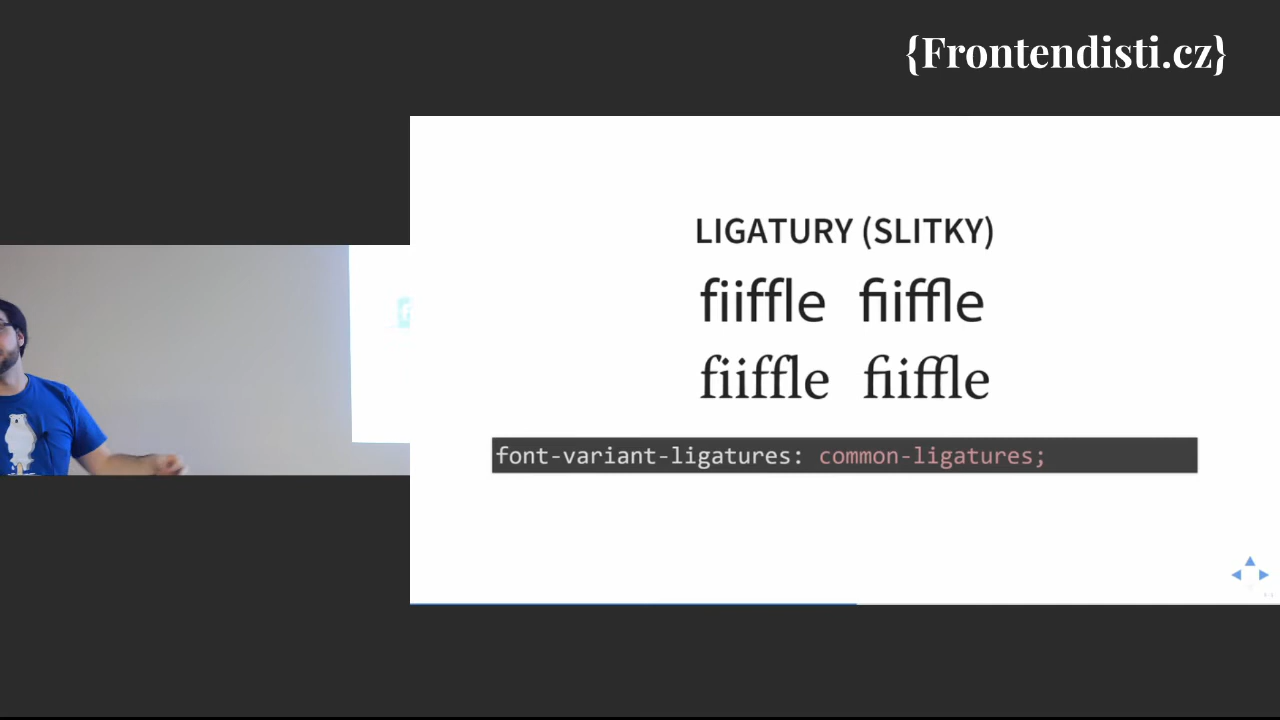 {Frontendisti.cz}
LIGATURY (SLITKY)
fiiffle fiiffle
fiiffle fiiffle
font-variant-ligatures: common-ligatures;